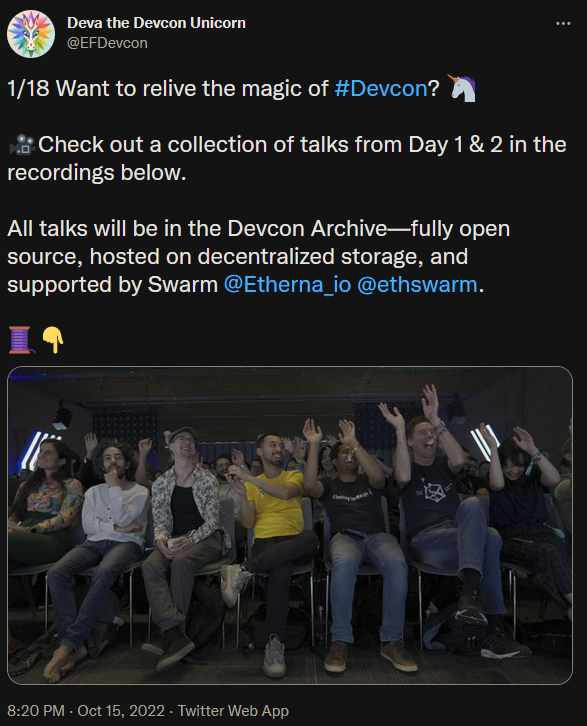 Deva the Devcon Unicorn
@EFDevcon
1/18 Want to relive the magic of #Devcon? 🦄
🎥Check out a collection of talks from Day 1 & 2 in the
recordings below.
All talks will be in the Devcon Archive—fully open
source, hosted on decentralized storage, and
supported by Swarm @Etherna_io @ethswarm.
🧵 👇
8:20 PM · Oct 15, 2022 · Twitter Web App